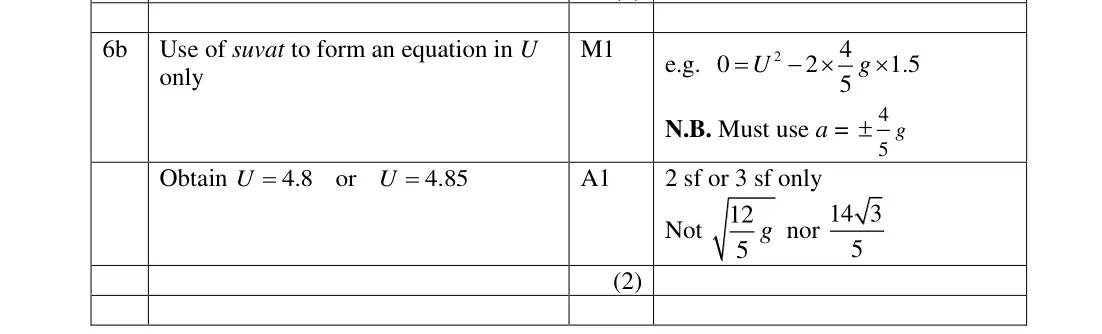 6b Use of suvat to form an equation in U only M1 e.g. 0 = U² − 2 × 4/5 g × 1.5
N.B. Must use a = ± 4/5 g
Obtain U = 4.8 or U = 4.85 A1 2 sf or 3 sf only
Not √(12/5 g) nor 14√3/5
(2)